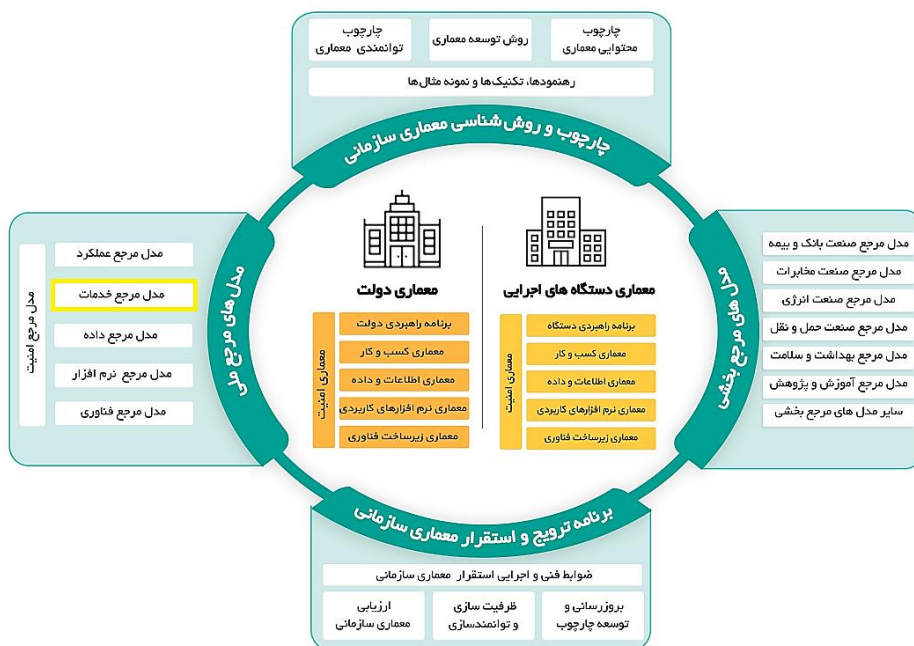 چارچوب
محتوایی معماری
روش توسعه معماری
چارچوب
توانمندی معماری
رهنمودها، تکنیک‌ها و نمونه مثال‌ها
چارچوب و روش شناسی معماری سازمانی
مدل های مرجع بخشی
مدل مرجع صنعت بانک و بیمه
مدل مرجع صنعت مخابرات
مدل مرجع صنعت انرژی
مدل مرجع صنعت حمل و نقل
مدل مرجع بهداشت و سلامت
مدل مرجع آموزش و پژوهش
سایر مدل های مرجع بخشی
معماری دستگاه های اجرایی
برنامه راهبردی دستگاه
معماری کسب و کار
معماری اطلاعات و داده
معماری نرم افزارهای کاربردی
معماری زیرساخت فناوری
معماری امنیت
معماری دولت
برنامه راهبردی دولت
معماری کسب و کار
معماری اطلاعات و داده
معماری نرم افزارهای کاربردی
معماری زیرساخت فناوری
معماری امنیت
مدل های مرجع ملی
مدل مرجع عملکرد
مدل مرجع خدمات
مدل مرجع داده
مدل مرجع نرم افزار
مدل مرجع فناوری
مدل مرجع امنیت
برنامه ترویج و استقرار معماری سازمانی
ضوابط فنی و اجرایی استقرار معماری سازمانی
بروزرسانی و
توسعه چارچوب
ظرفیت سازی
و توانمندسازی
ارزیابی
معماری سازمانی